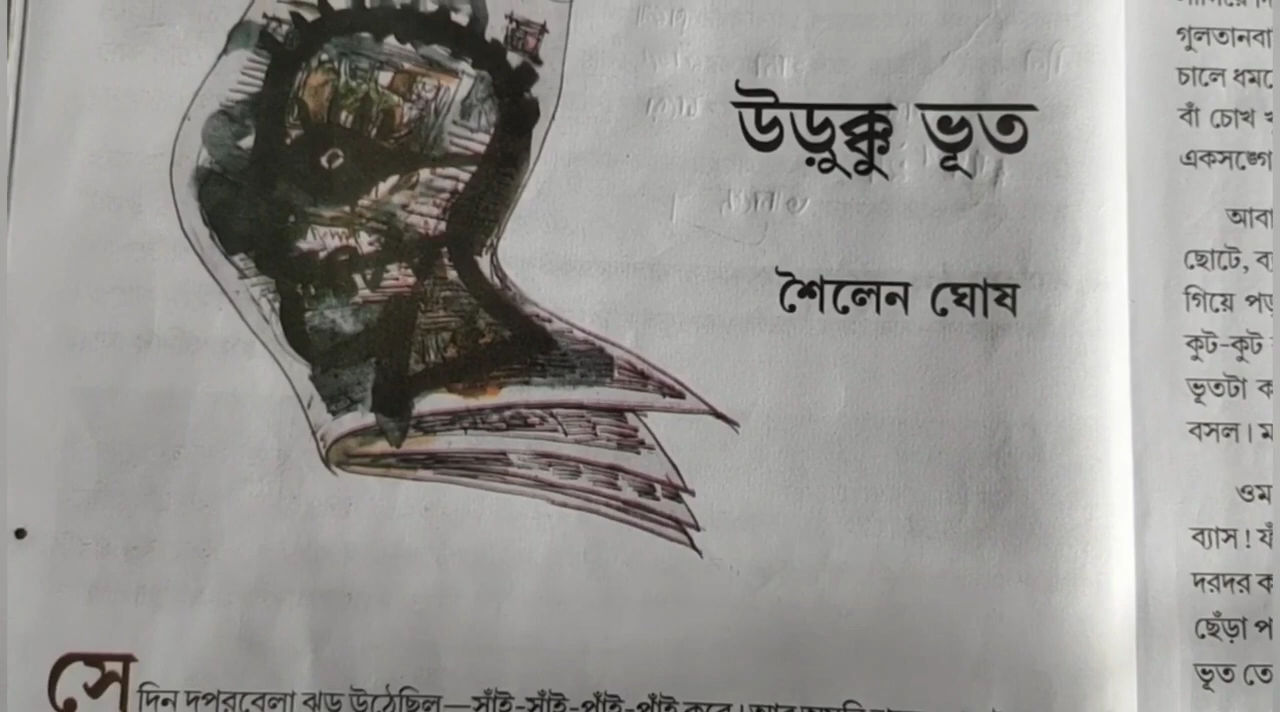 উড়ুক্কু ভূত
শৈলেন ঘোষ
সেদিন দুপুরবেলা ঝড় উঠেছিল—সাঁই-সাঁই-পাঁই-পাঁই করে।
গুলতানবা
চালে ধমে
বাঁ চোখ
একসঙ্গে
আবা
ছোটে,
গিয়ে পড়
কুট-কুট
ভূতটা ক
বসল। ম
ওম
ব্যাস! যঁ
দরদর ক
ছেঁড়া প
ভূত তে